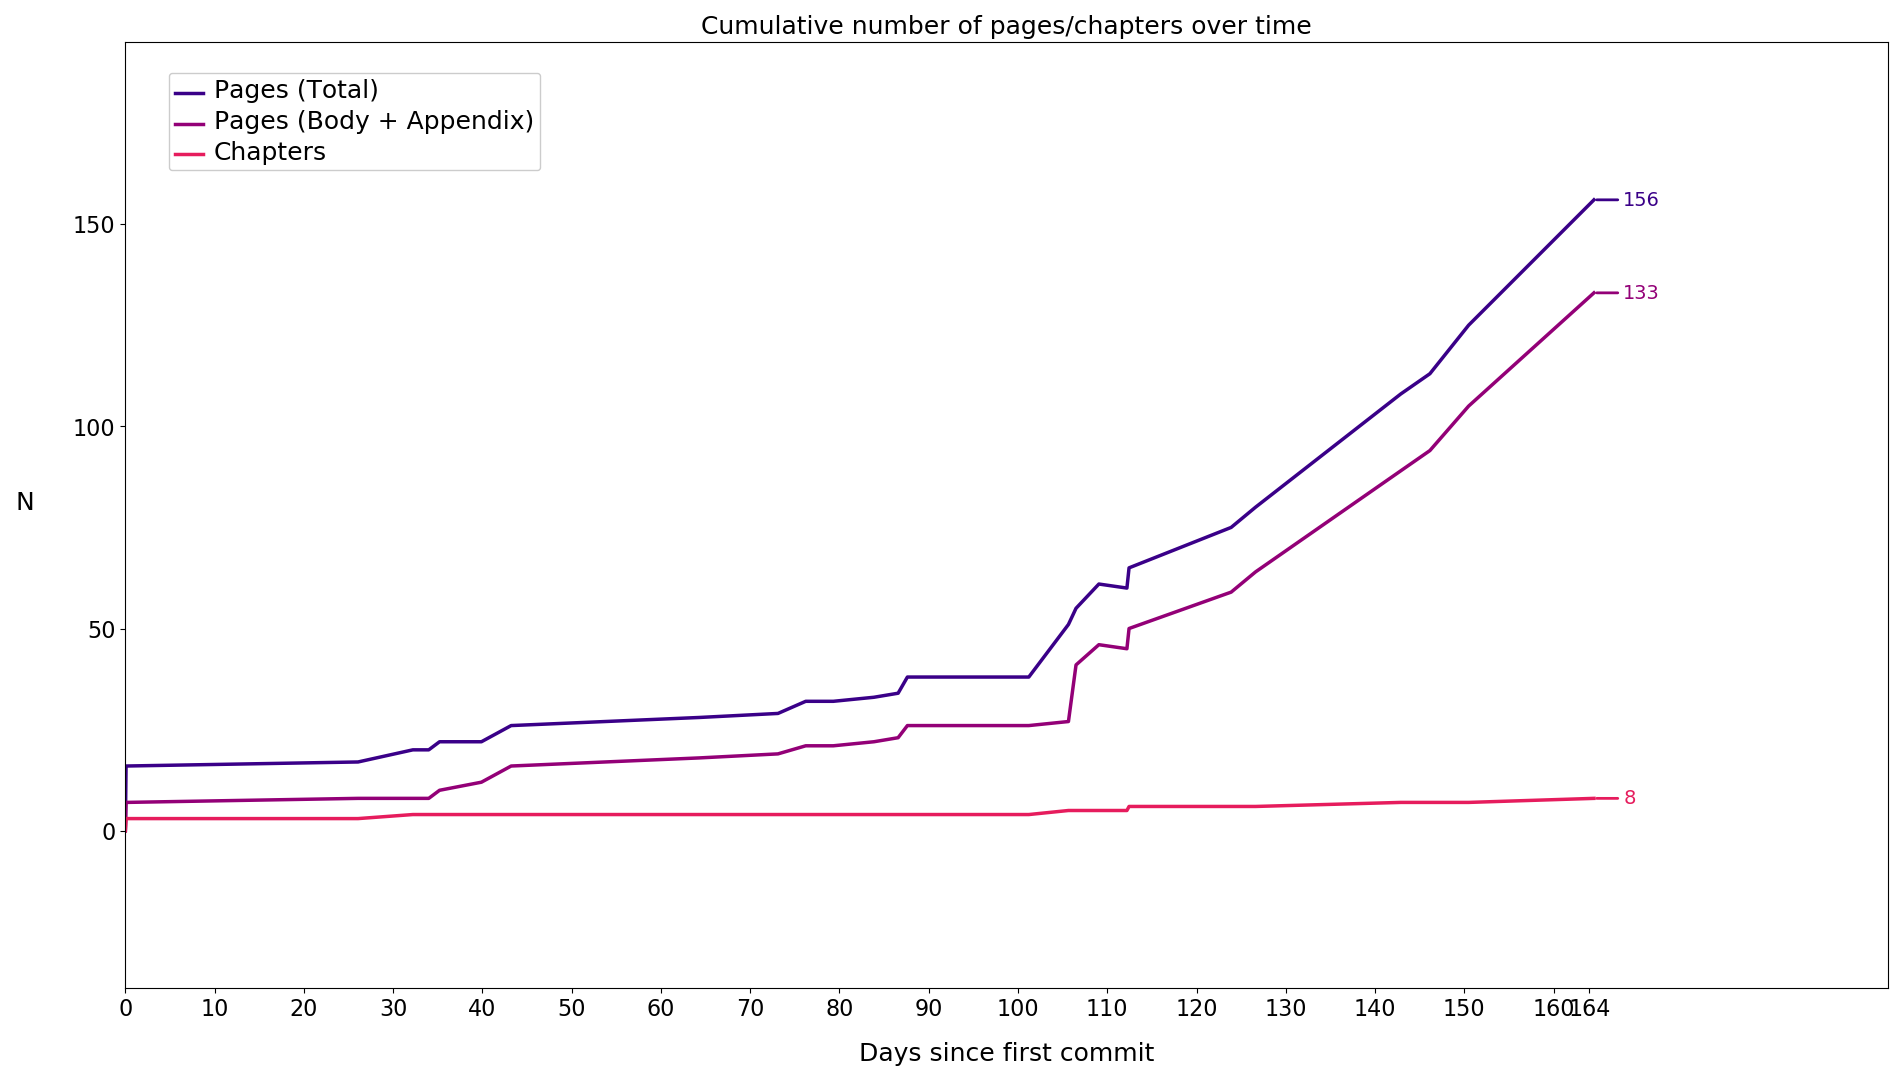 Cumulative number of pages/chapters over time
Pages (Total)
Pages (Body + Appendix)
Chapters
156
150
133
100
N
50
8
0
0 10 20 30 40 50 60 70 80 90 100 110 120 130 140 150 160 164
Days since first commit